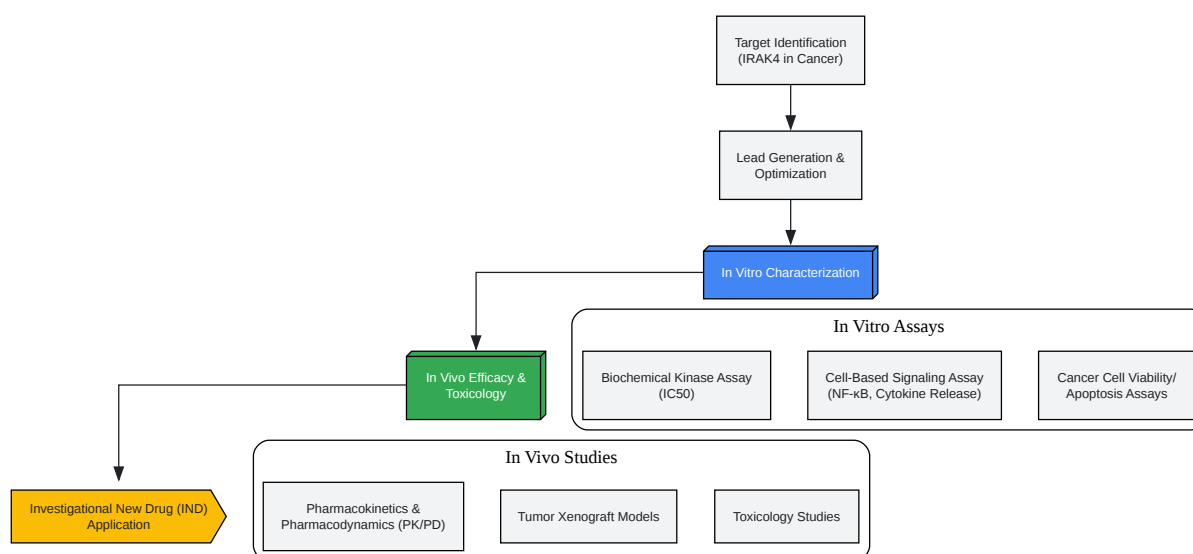 Target Identification
(IRAK4 in Cancer)
Lead Generation &
Optimization
In Vitro Characterization
In Vitro Assays
Biochemical Kinase Assay
(IC50)
Cell-Based Signaling Assay
(NF-κB, Cytokine Release)
Cancer Cell Viability/
Apoptosis Assays
In Vivo Efficacy &
Toxicology
In Vivo Studies
Pharmacokinetics &
Pharmacodynamics (PK/PD)
Tumor Xenograft Models
Toxicology Studies
Investigational New Drug (IND)
Application